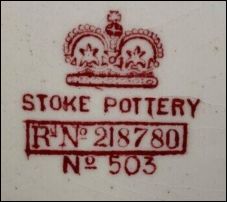 STOKE POTTERY
Rd No 218780
No 503